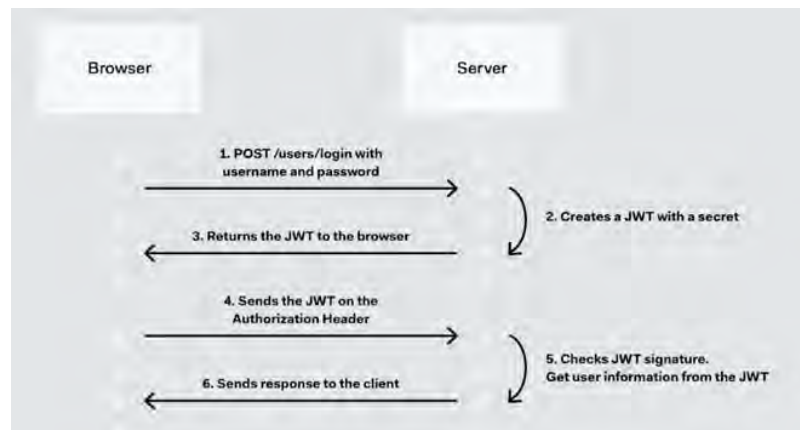 Browser
Server
1. POST /users/login with
username and password
2. Creates a JWT with a secret
3. Returns the JWT to the browser
4. Sends the JWT on the
Authorization Header
5. Checks JWT signature.
Get user information from the JWT
6. Sends response to the client